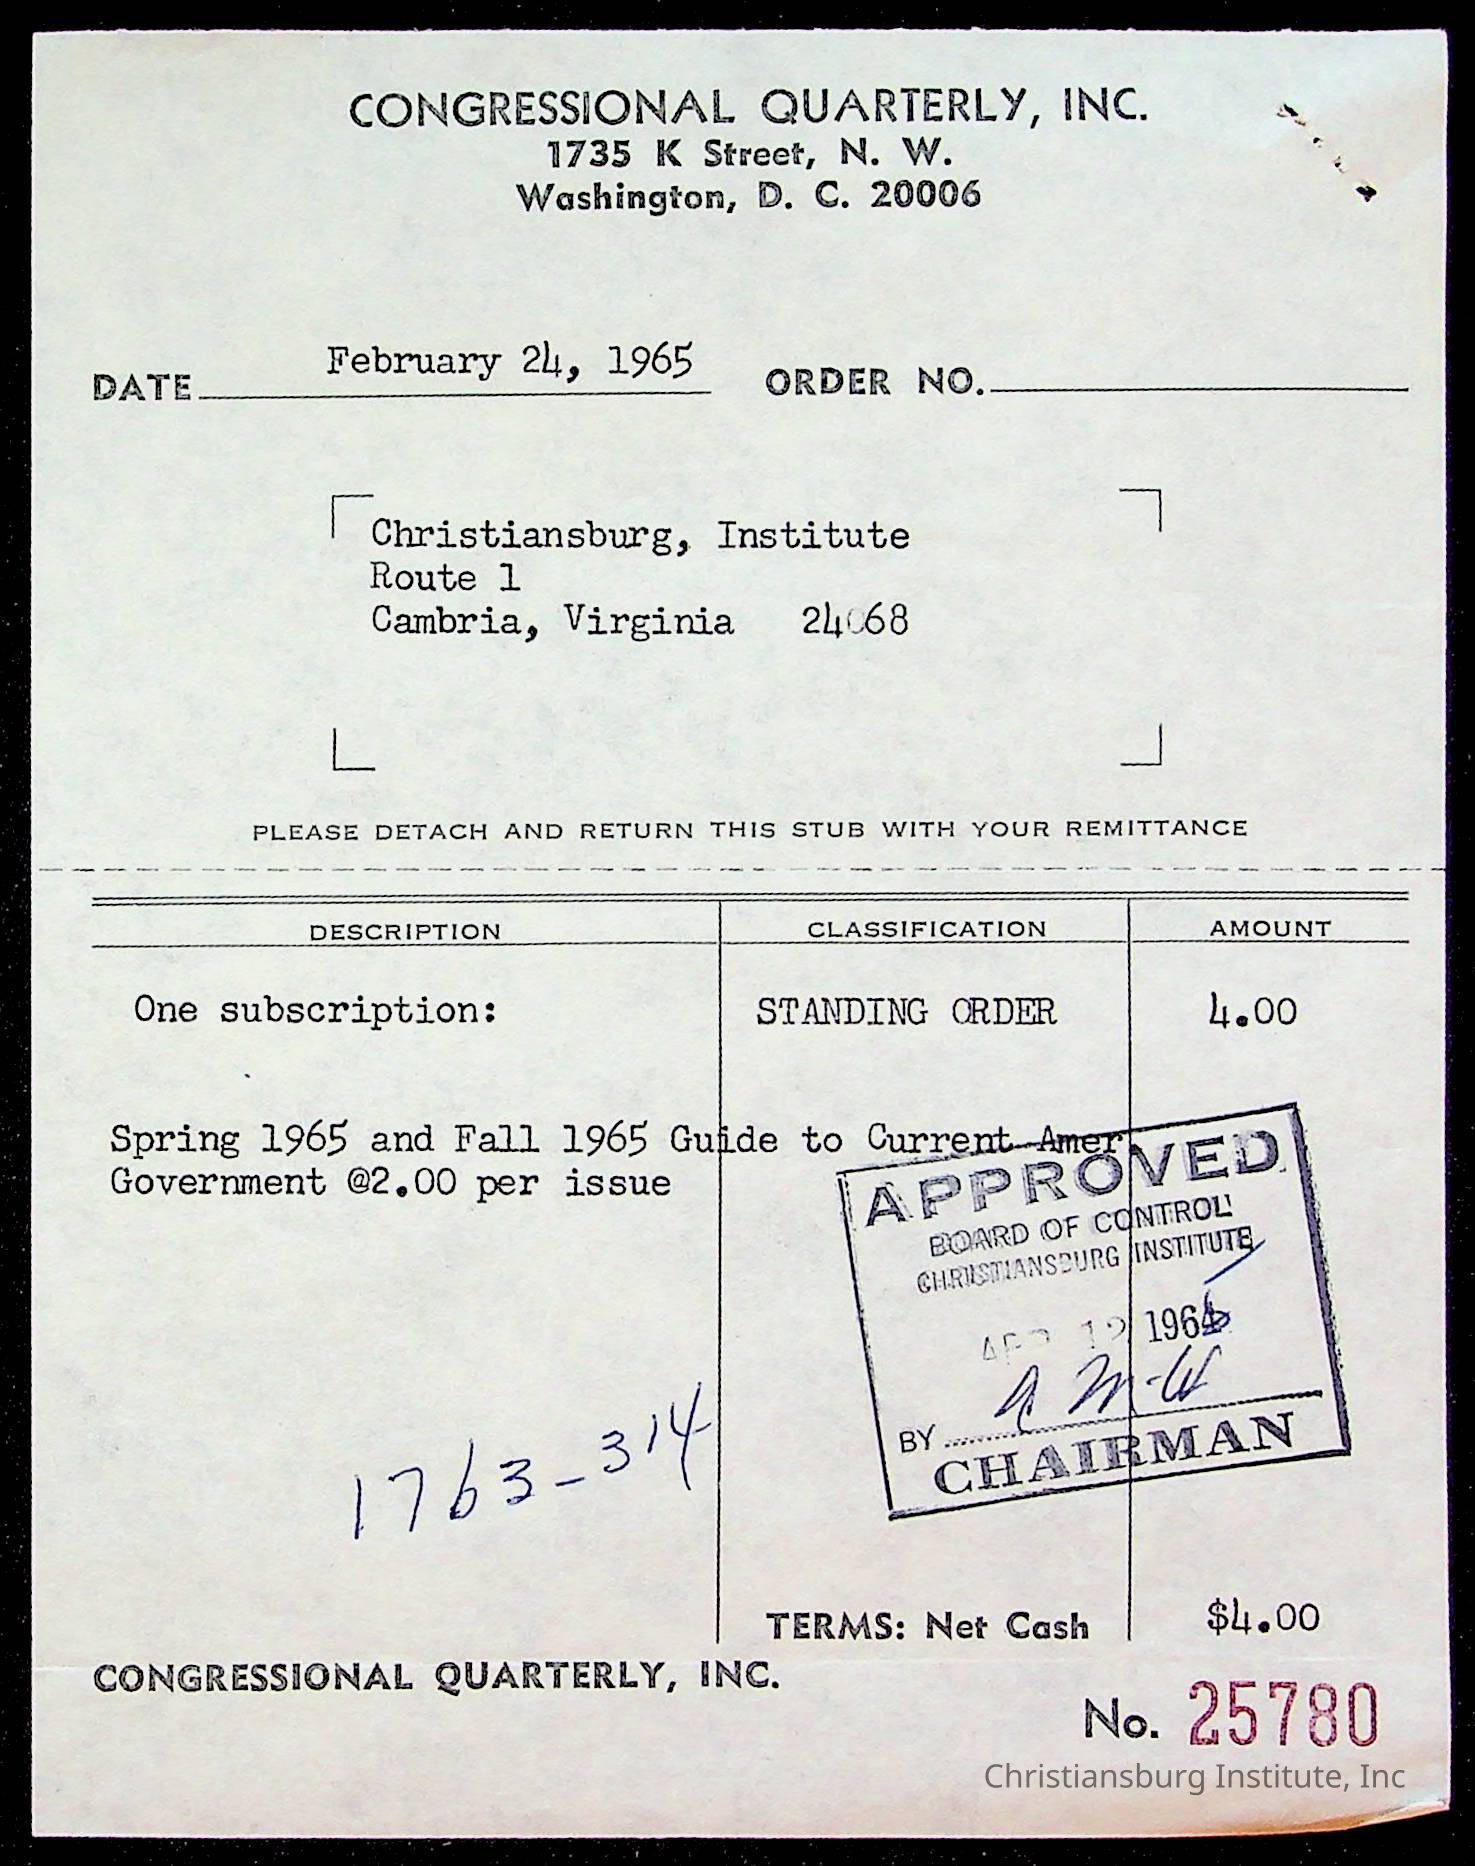 CONGRESSIONAL QUARTERLY, INC.
1735 K Street, N. W.
Washington, D. C. 20006
DATE February 24, 1965 ORDER NO.
Christiansburg, Institute
Route 1
Cambria, Virginia 24068
PLEASE DETACH AND RETURN THIS STUB WITH YOUR REMITTANCE
DESCRIPTION CLASSIFICATION AMOUNT
One subscription: STANDING ORDER 4.00
Spring 1965 and Fall 1965 Guide to Current Amer
Government @2.00 per issue
APPROVED
BOARD OF CONTROL
CHRISTIANSBURG INSTITUTE
12 1965
BY
CHAIRMAN
1763-314
TERMS: Net Cash $4.00
CONGRESSIONAL QUARTERLY, INC.
No. 25780
Christiansburg Institute, Inc